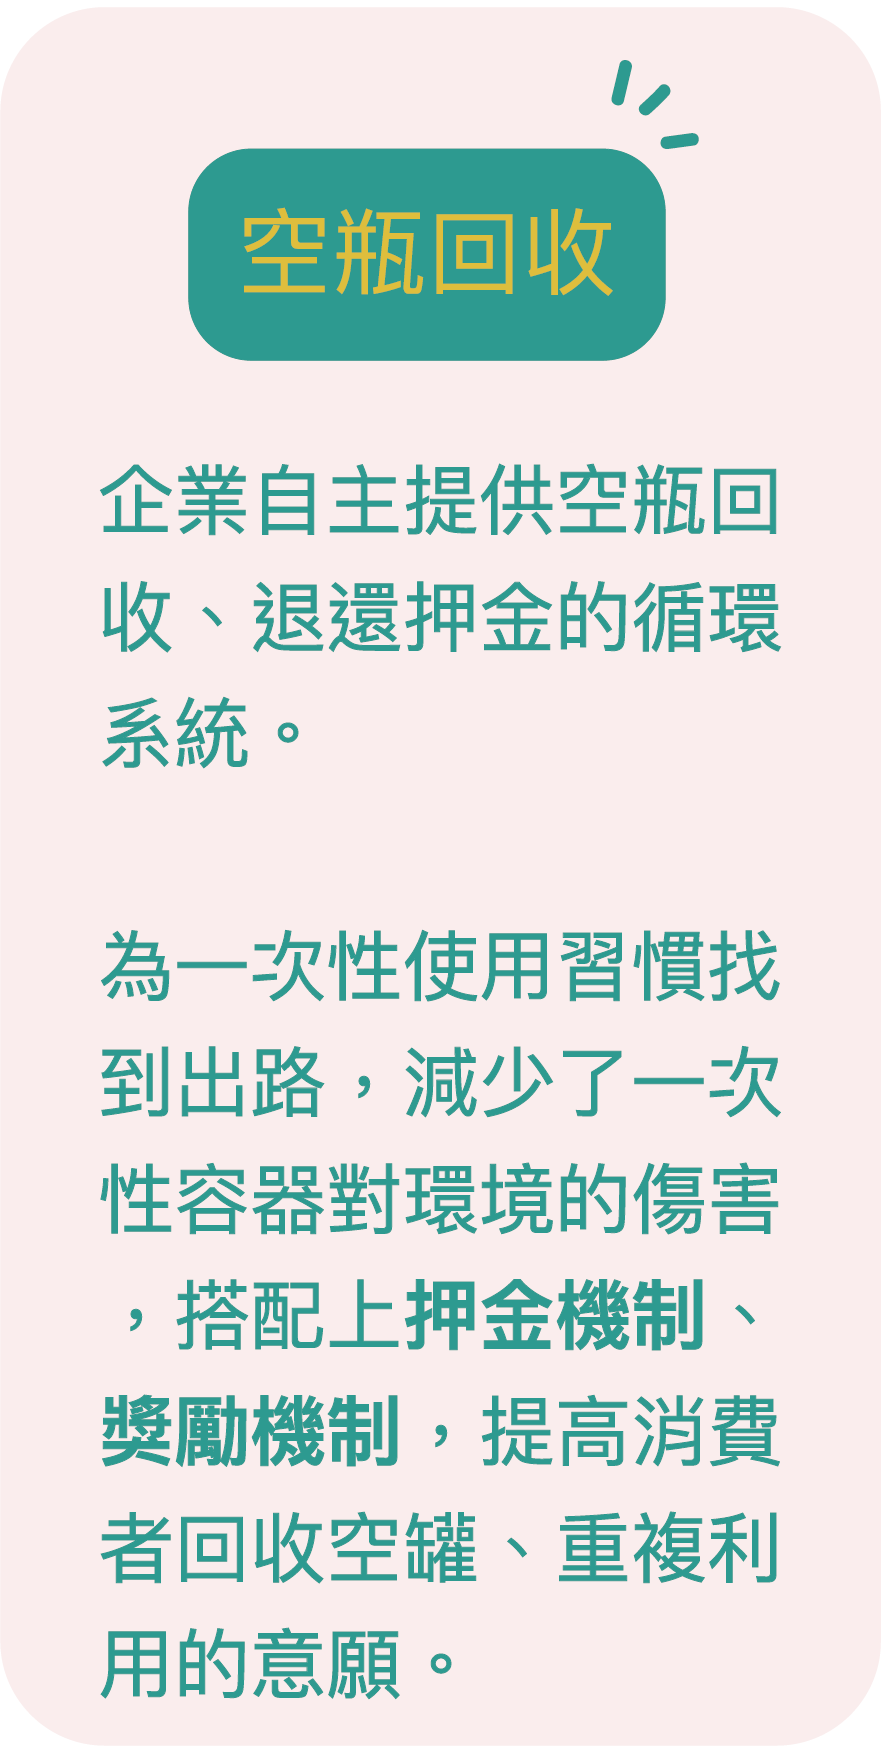 空瓶回收
企業自主提供空瓶回
收、退還押金的循環
系統。
為一次性使用習慣找
到出路，減少了一次
性容器對環境的傷害
，搭配上押金機制、
獎勵機制，提高消費
者回收空罐、重複利
用的意願。